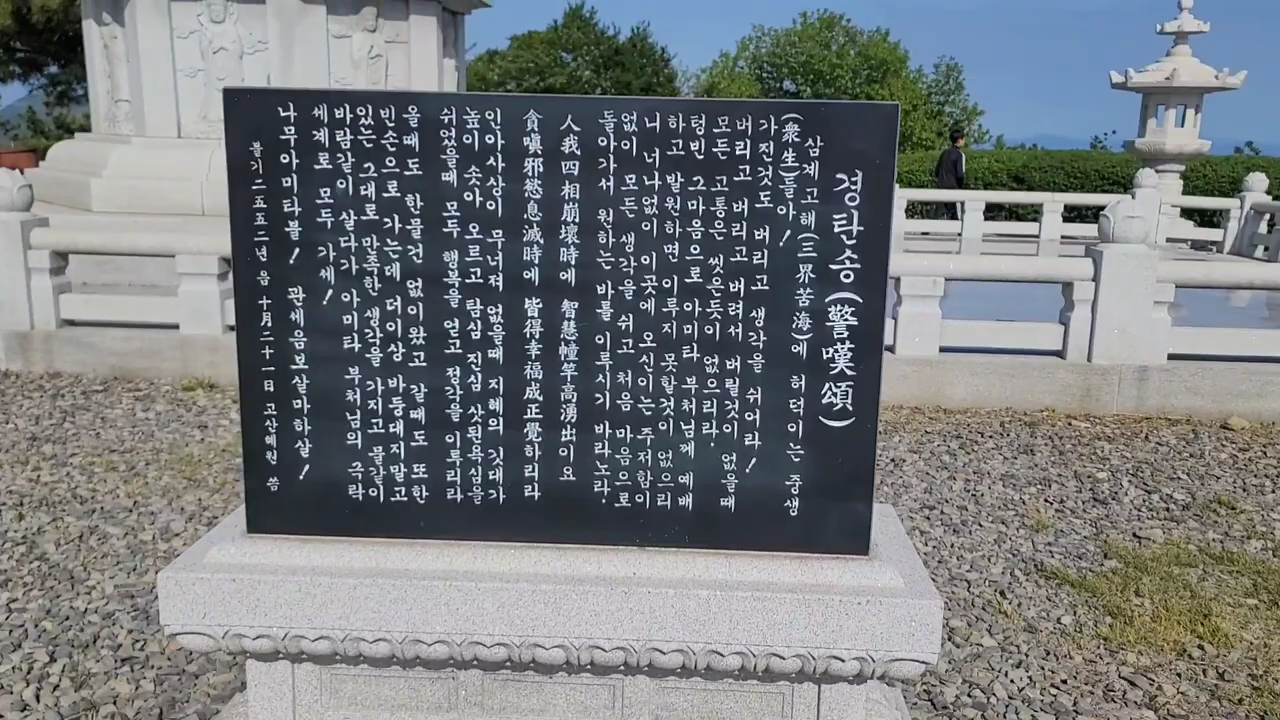 경탄송(警嘆頌)
삼계고해(三界苦海)에 허덕이는 중생
(衆生)들아!
가진것도 버리고 생각을 쉬어라!
버리고 버리고 버려서 버릴것이 없을때
모든 고통은 씻은듯이 없으리라.
텅빈 그마음으로 아미타 부처님께 예배
하고 발원하면 이루지 못할것이 없으리
니 너나없이 이곳에 오신이는 주저함이
없이 모든 생각을 쉬고 처음 마음으로
돌아가서 원하는 바를 이루시기 바라노라.
人我四相崩壞時에 智慧幢竿高湧出이요
貪嗔邪慾息滅時에 皆得幸福成正覺하리라
인아사상이 무너져 없을때 지혜의 깃대가
높이 솟아 오르고 탐심 진심 삿된욕심을
쉬었을때 모두 행복을 얻고 정각을 이루리라
올때도 한물건 없이왔고 갈때도 또한
빈손으로 가는데 더이상 바둥대지말고
있는 그대로 만족한 생각을 가지고 물같이
바람같이 살다가 아미타 부처님의 극락
세계로 모두 가세!
나무아미타불! 관세음보살마하살!
불기二五五二년 음 十月二十一日 고산혜원 씀